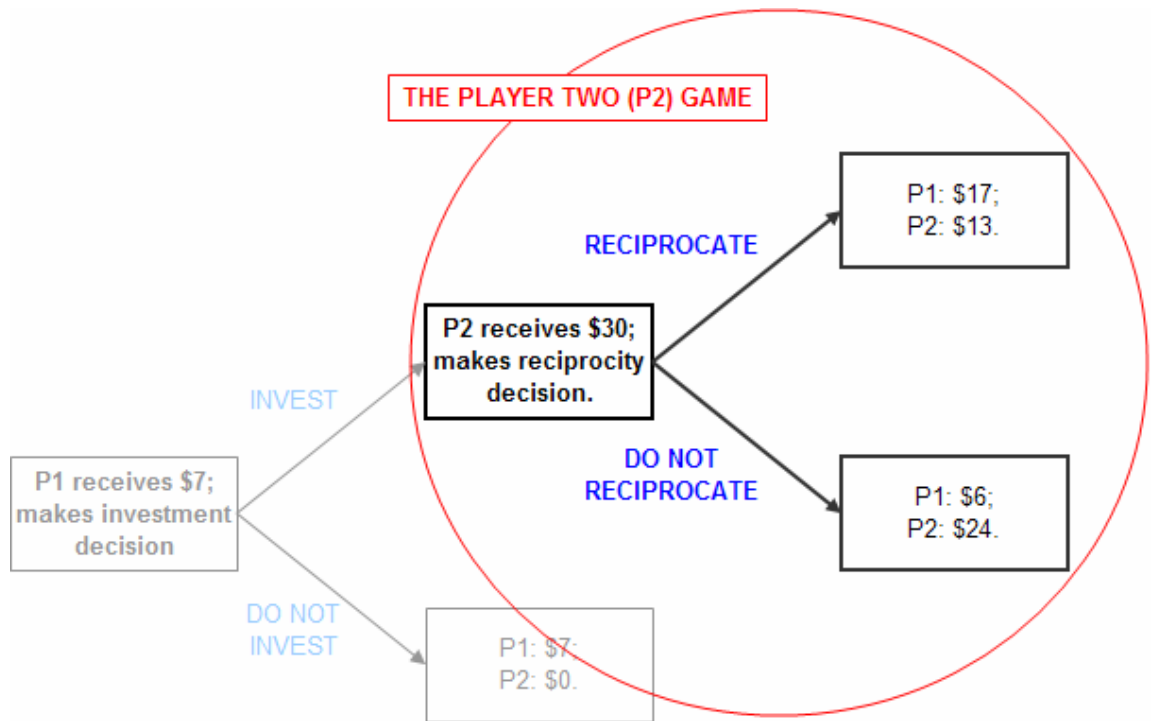 THE PLAYER TWO (P2) GAME
P1: $17;
P2: $13.
RECIPROCATE
P2 receives $30;
makes reciprocity
decision.
INVEST
DO NOT
RECIPROCATE
P1 receives $7;
makes investment
decision
P1: $6;
P2: $24.
DO NOT
INVEST
P1: $7;
P2: $0.